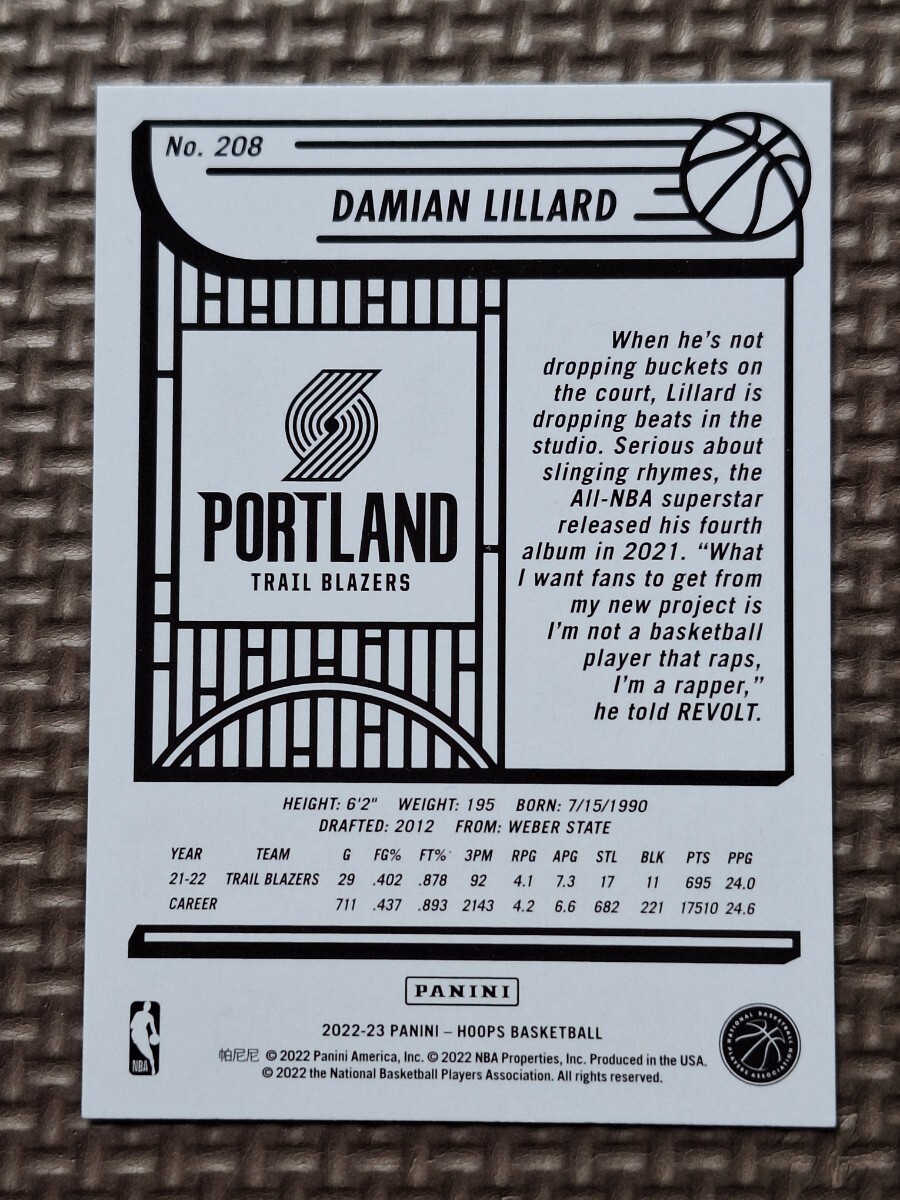 No. 208
DAMIAN LILLARD
PORTLAND
TRAIL BLAZERS
When he's not
dropping buckets on
the court, Lillard is
dropping beats in the
studio. Serious about
slinging rhymes, the
All-NBA superstar
released his fourth
album in 2021. “What
I want fans to get from
my new project is
I'm not a basketball
player that raps,
I'm a rapper,”
he told REVOLT.
HEIGHT: 6'2" WEIGHT: 195 BORN: 7/15/1990
DRAFTED: 2012 FROM: WEBER STATE
YEAR TEAM G FG% FT% 3PM RPG APG STL BLK PTS PPG
21-22 TRAIL BLAZERS 29 .402 .878 92 4.1 7.3 17 11 695 24.0
CAREER 711 .437 .893 2143 4.2 6.6 682 221 17510 24.6
PANINI
2022-23 PANINI – HOOPS BASKETBALL
帕尼尼 © 2022 Panini America, Inc. © 2022 NBA Properties, Inc. Produced in the USA.
© 2022 the National Basketball Players Association. All rights reserved.
NBA
NATIONAL BASKETBALL PLAYERS ASSOCIATION